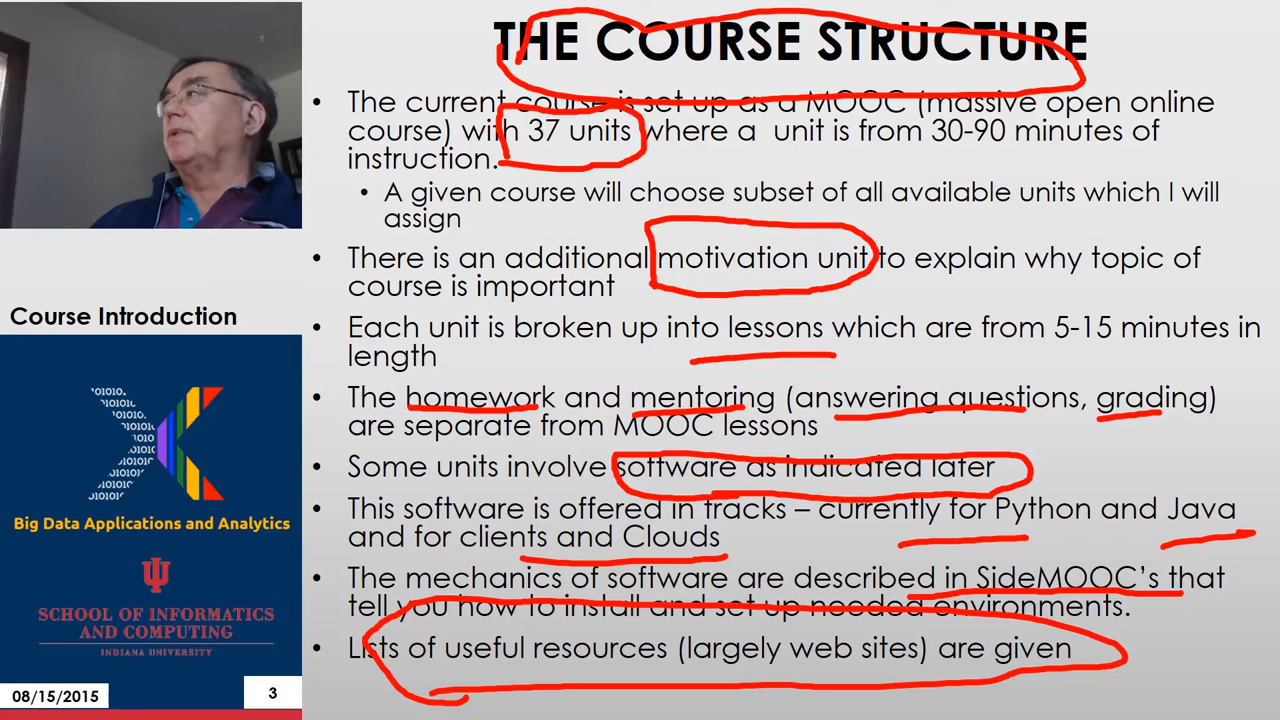 THE COURSE STRUCTURE
• The current course is set up as a MOOC (massive open online
course) with 37 units where a unit is from 30-90 minutes of
instruction.
• A given course will choose subset of all available units which I will
assign
• There is an additional motivation unit to explain why topic of
course is important
• Each unit is broken up into lessons which are from 5-15 minutes in
length
• The homework and mentoring (answering questions, grading)
are separate from MOOC lessons
• Some units involve software as indicated later
• This software is offered in tracks – currently for Python and Java
and for clients and Clouds
• The mechanics of software are described in SideMOOC's that
tell you how to install and set up needed environments.
• Lists of useful resources (largely web sites) are given
Course Introduction
Big Data Applications and Analytics
SCHOOL OF INFORMATICS
AND COMPUTING
INDIANA UNIVERSITY
08/15/2015
3